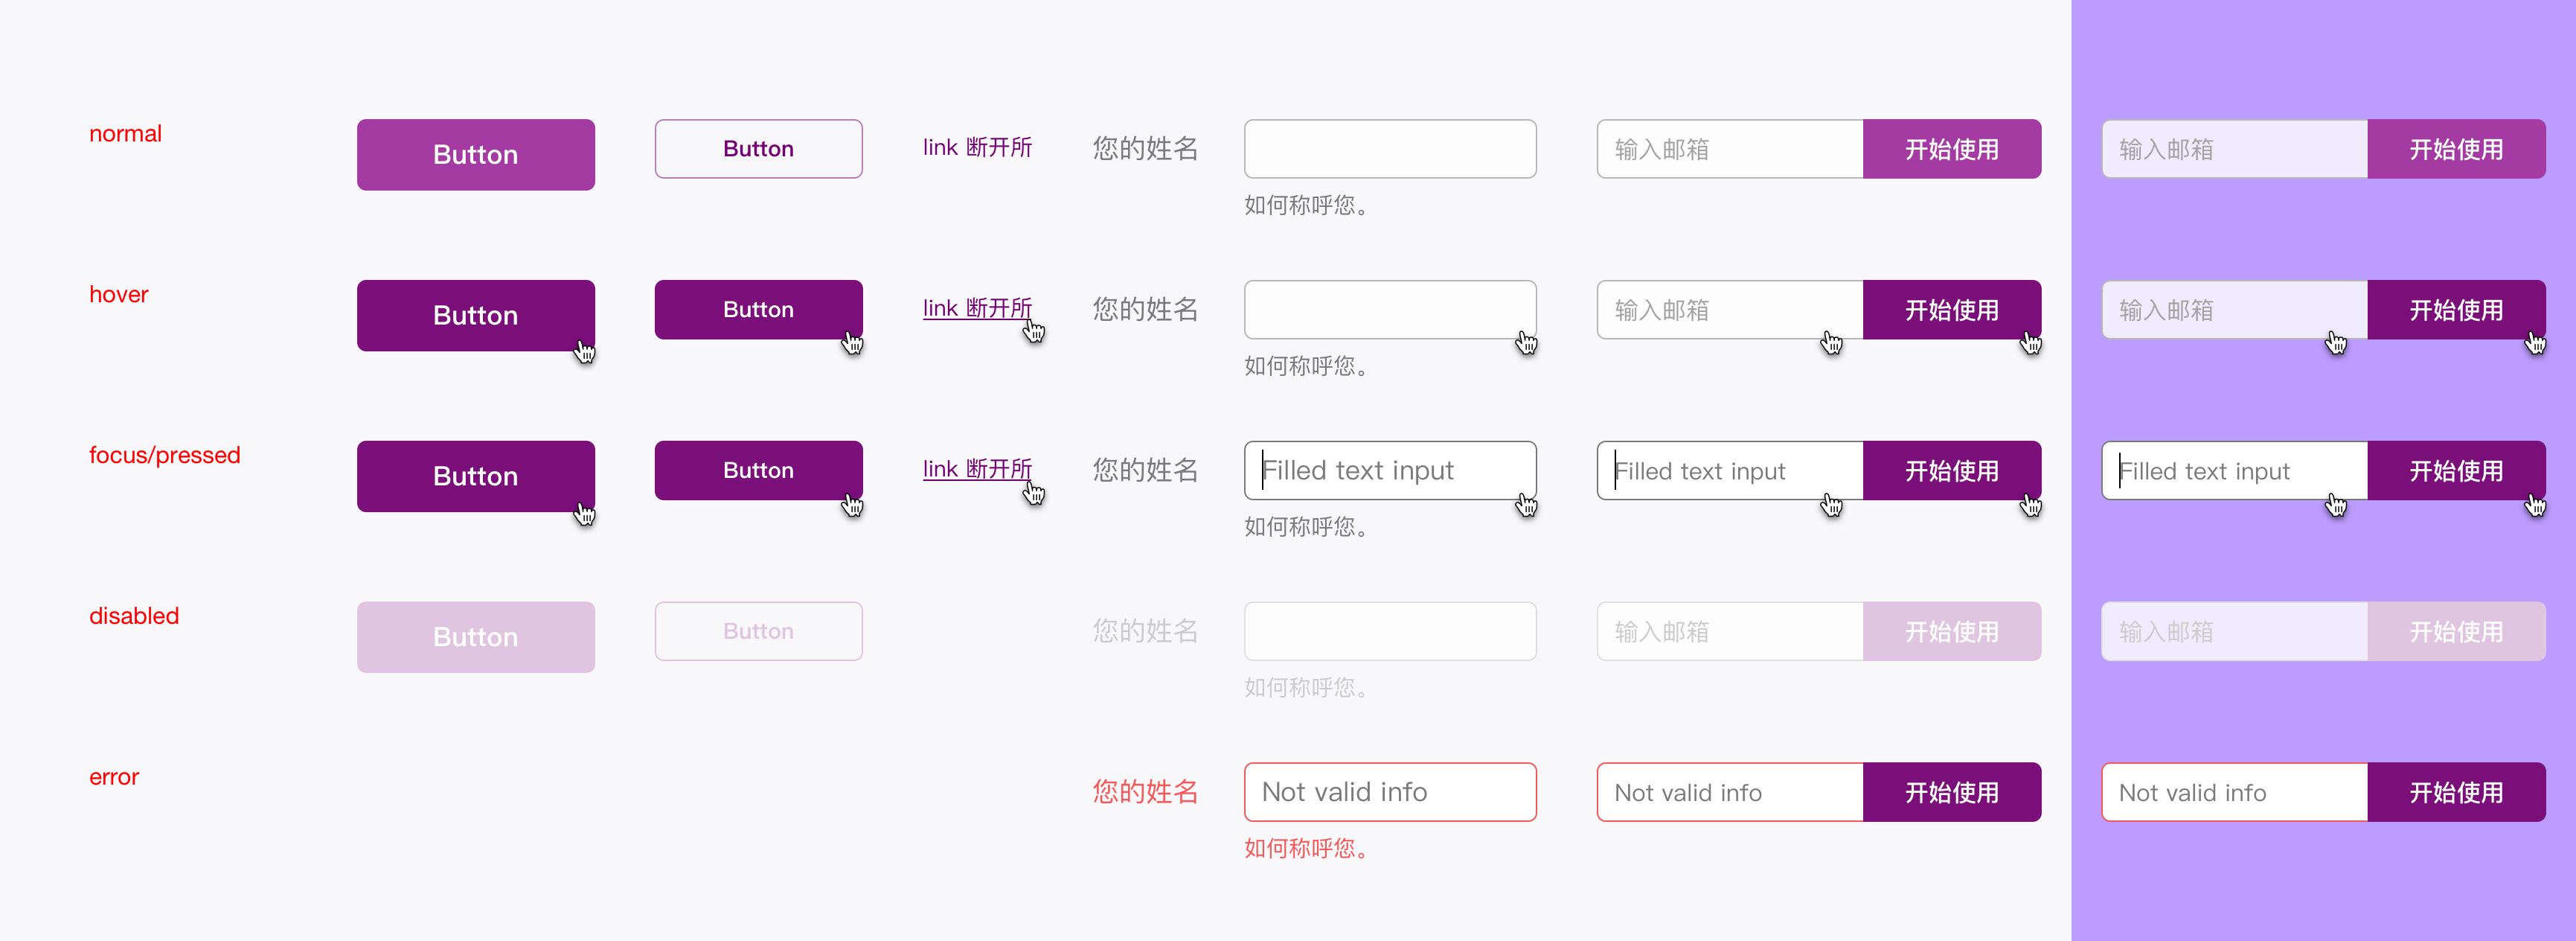 normal
Button
Button
link 断开所
您的姓名
如何称呼您。
输入邮箱
开始使用
输入邮箱
开始使用
hover
Button
Button
link 断开所
您的姓名
如何称呼您。
输入邮箱
开始使用
输入邮箱
开始使用
focus/pressed
Button
Button
link 断开所
您的姓名
Filled text input
如何称呼您。
Filled text input
开始使用
Filled text input
开始使用
disabled
Button
Button
您的姓名
如何称呼您。
输入邮箱
开始使用
输入邮箱
开始使用
error
您的姓名
Not valid info
如何称呼您。
Not valid info
开始使用
Not valid info
开始使用